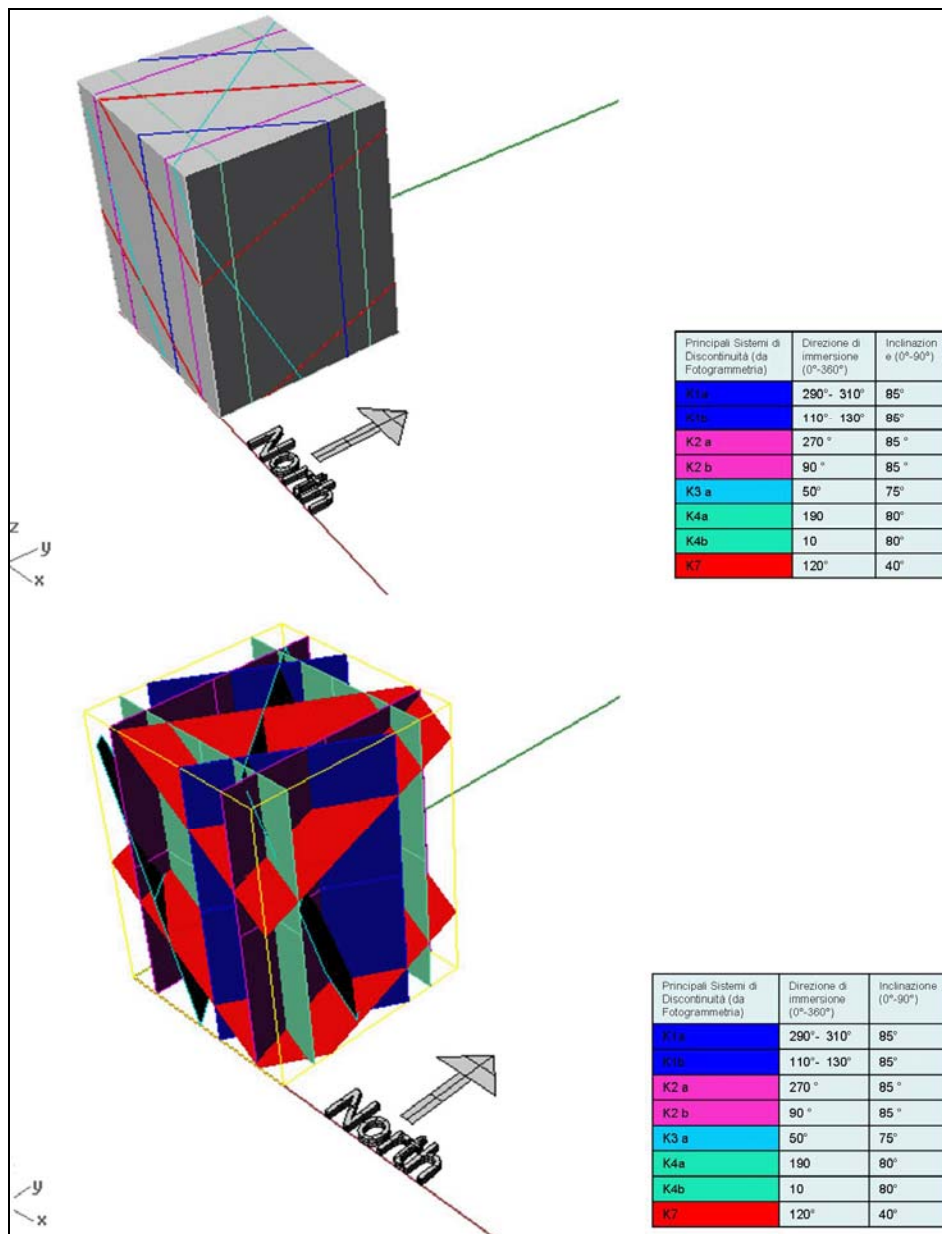 North
z
y
x
Principali Sistemi di Discontinuità (da Fotogrammetria) Direzione di immersione (0°-360°) Inclinazion e (0°-90°)
K1a 290°- 310° 85°
K1b 110°- 130° 85°
K2 a 270 ° 85 °
K2 b 90 ° 85 °
K3 a 50° 75°
K4a 190 80°
K4b 10 80°
K7 120° 40°
North
y
x
Principali Sistemi di Discontinuità (da Fotogrammetria) Direzione di immersione (0°-360°) Inclinazione (0°-90°)
K1a 290°- 310° 85°
K1b 110°- 130° 85°
K2 a 270 ° 85 °
K2 b 90 ° 85 °
K3 a 50° 75°
K4a 190 80°
K4b 10 80°
K7 120° 40°